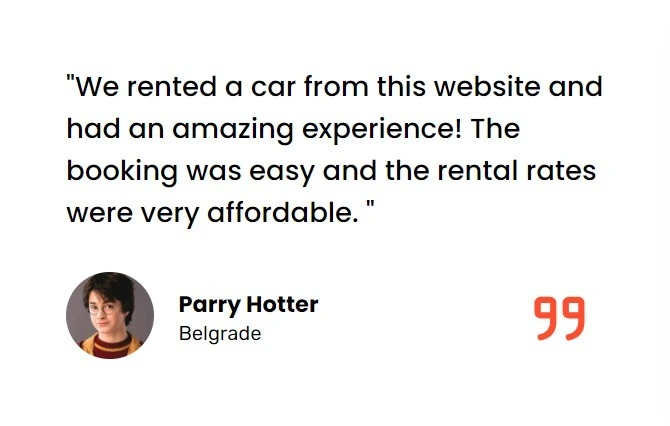 "We rented a car from this website and
had an amazing experience! The
booking was easy and the rental rates
were very affordable. "
Parry Hotter
Belgrade